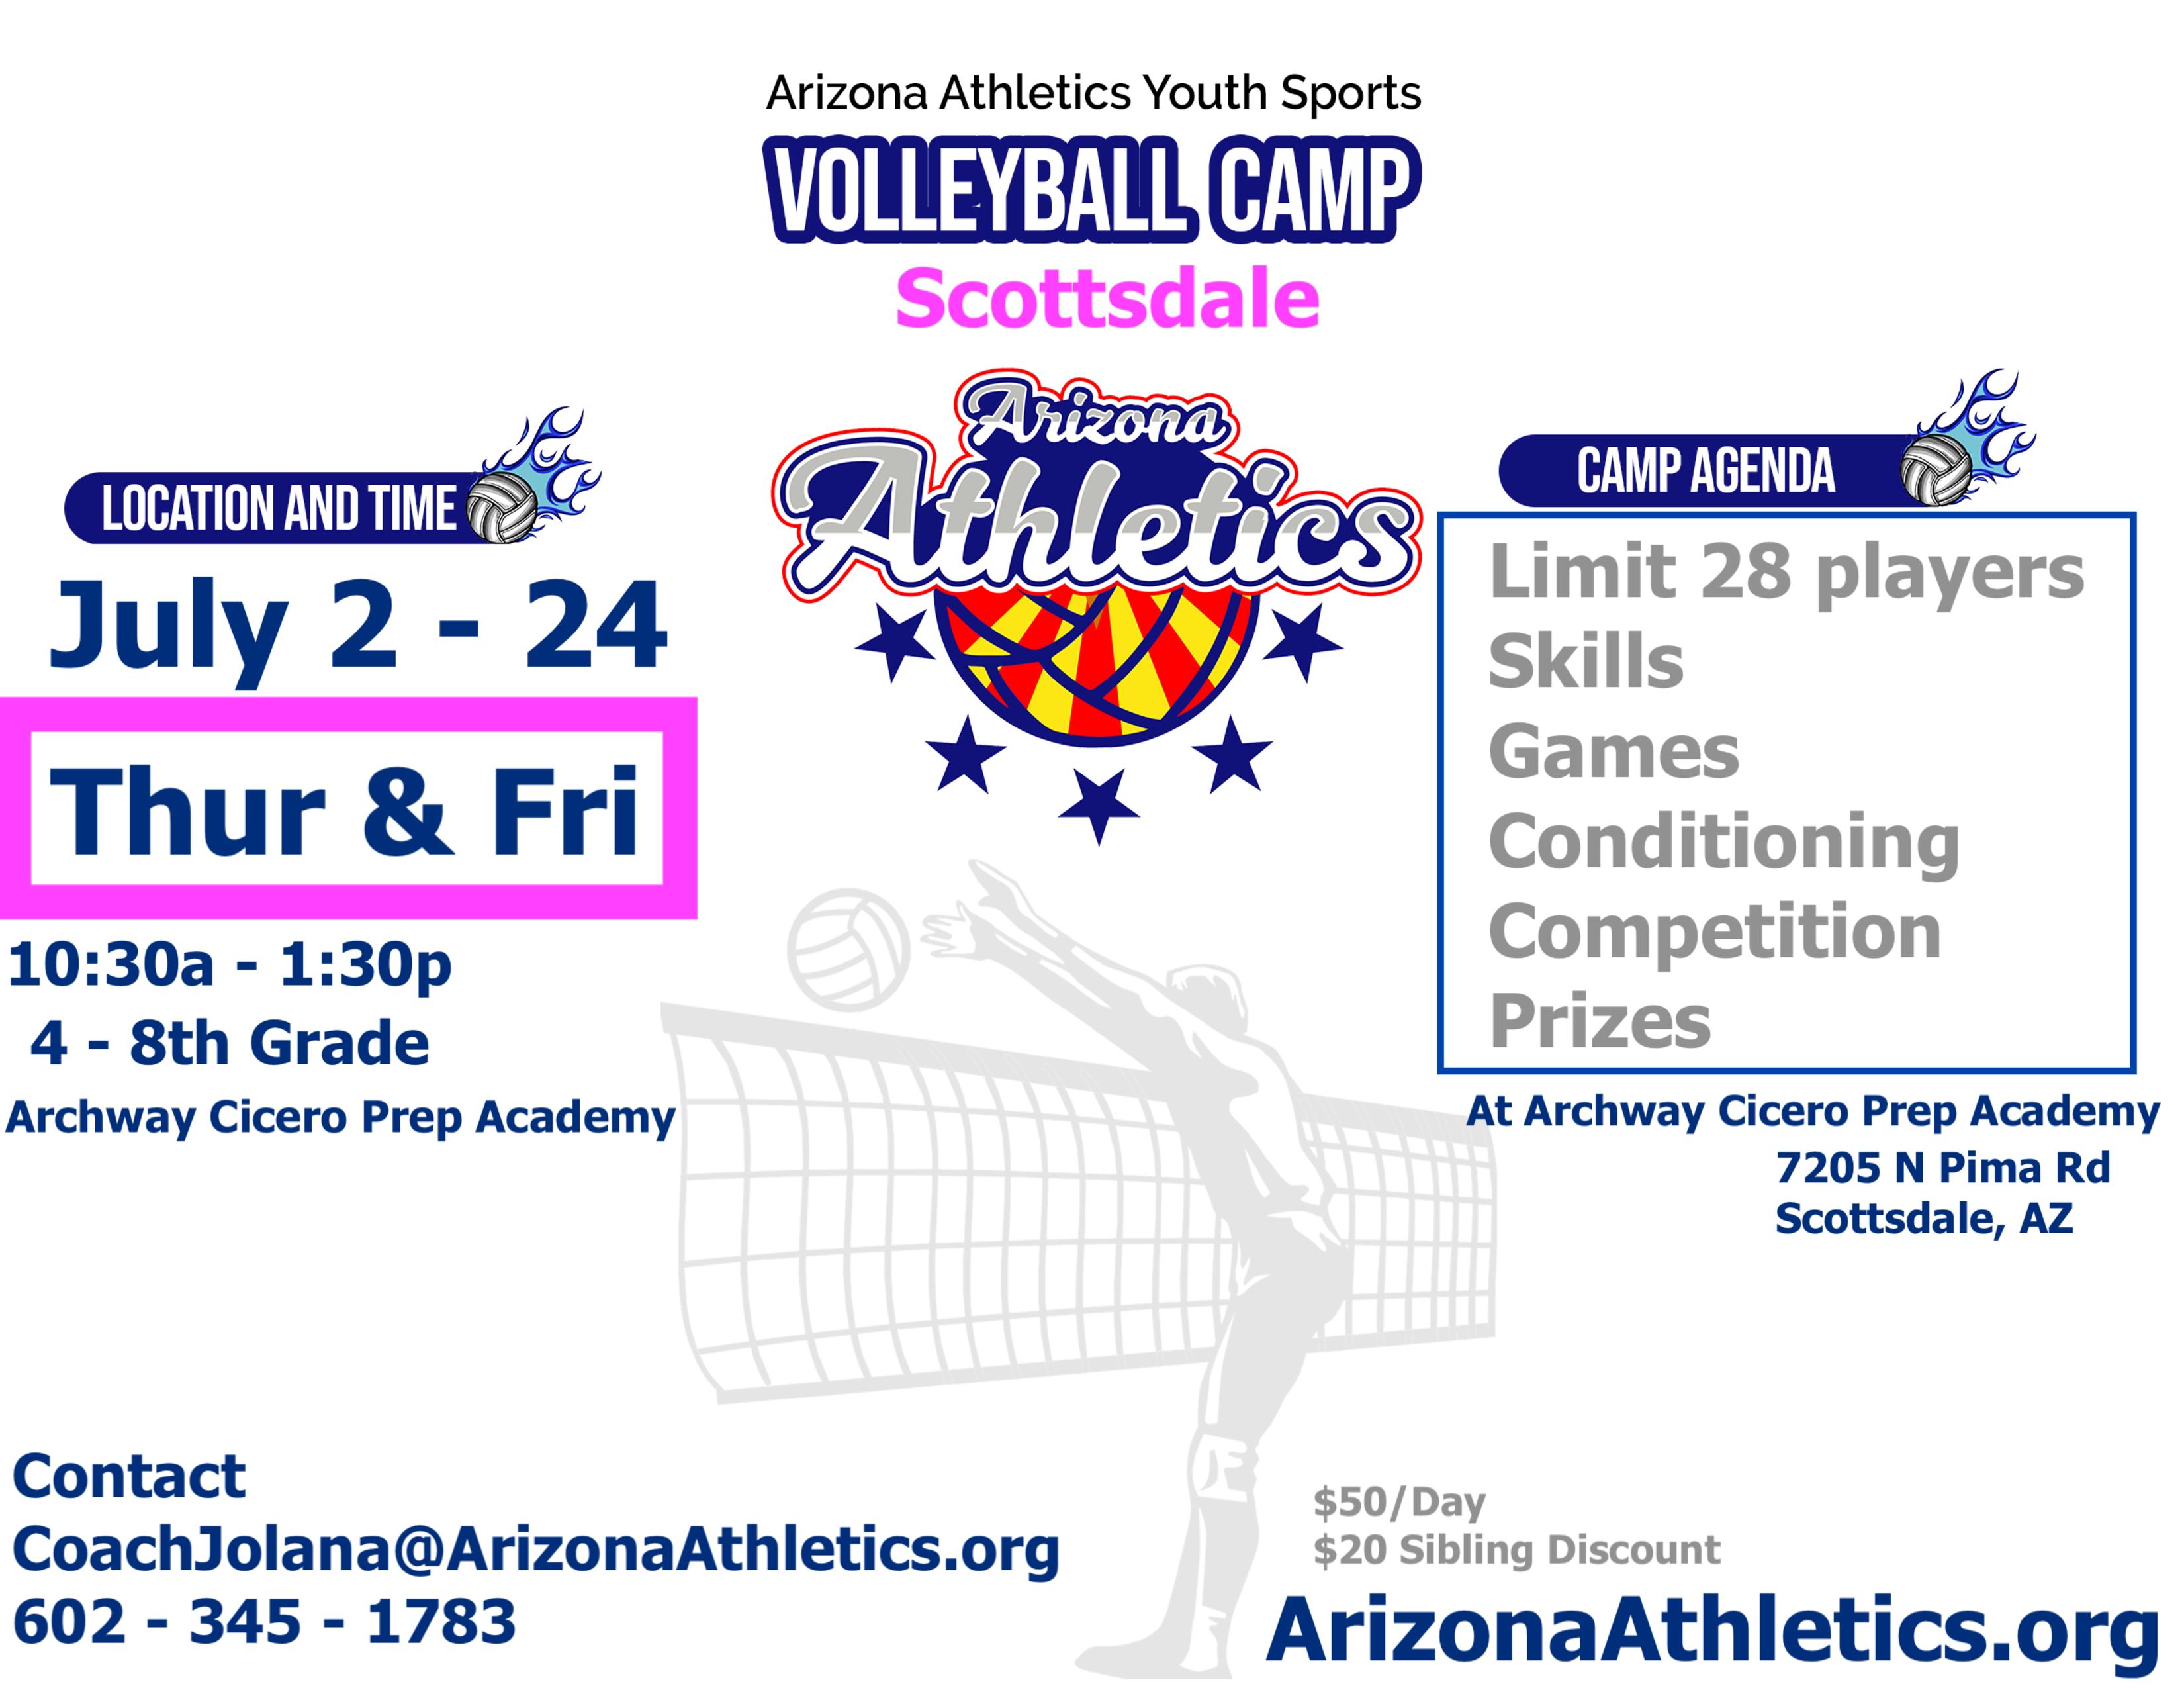 Arizona Athletics Youth Sports
VOLLEYBALL CAMP
Scottsdale
Arizona
Athletics
LOCATION AND TIME
July 2 - 24
Thur & Fri
10:30a - 1:30p
4 - 8th Grade
Archway Cicero Prep Academy
CAMP AGENDA
Limit 28 players
Skills
Games
Conditioning
Competition
Prizes
At Archway Cicero Prep Academy
7205 N Pima Rd
Scottsdale, AZ
Contact
CoachJolana@ArizonaAthletics.org
602 - 345 - 1783
$50/Day
$20 Sibling Discount
ArizonaAthletics.org